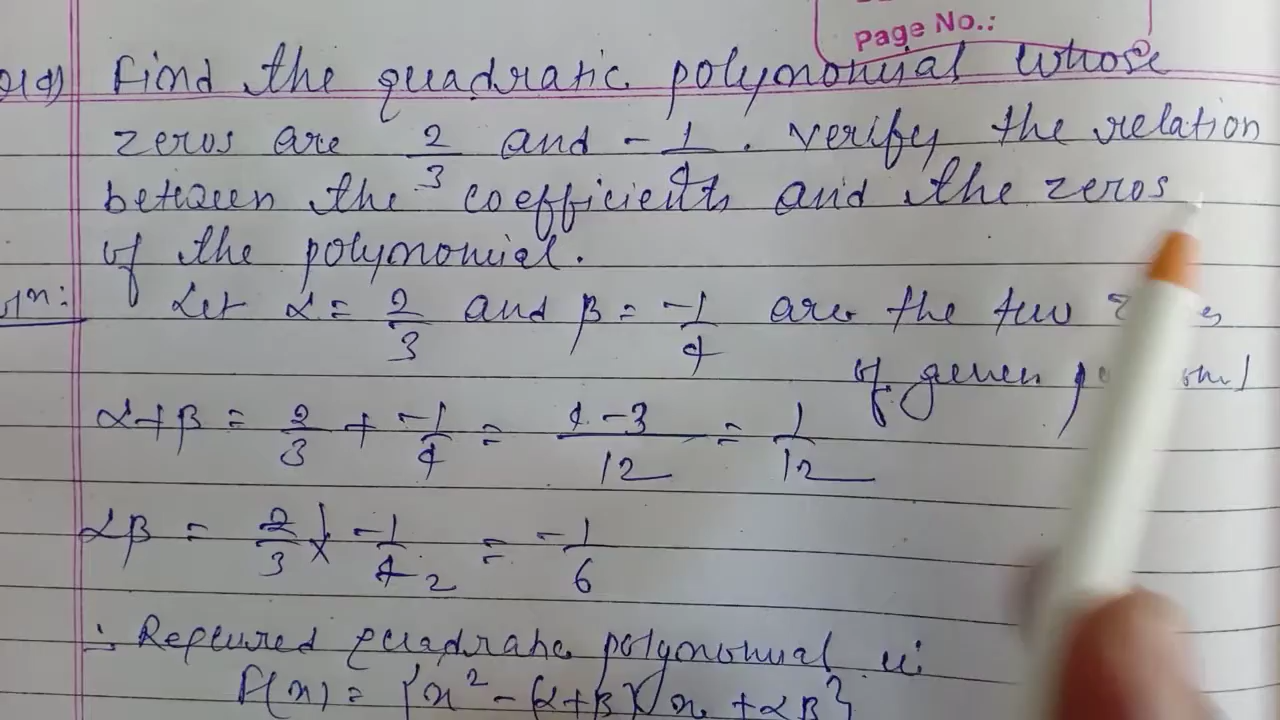 Page No.:
Find the quadratic polynomial whose
zeros are 2/3 and -1/4. Verify the relation
between the coefficients and the zeros
of the polynomial.
Let α = 2/3 and β = -1/4 are the two
of given
α+β = 2/3 + -1/4 = 4-3/12 = 1/12
αβ = 2/3 × -1/4 2 = -1/6
∴ Required quadratic polynomial is
f(x) = {x² - (α+β)x + αβ}